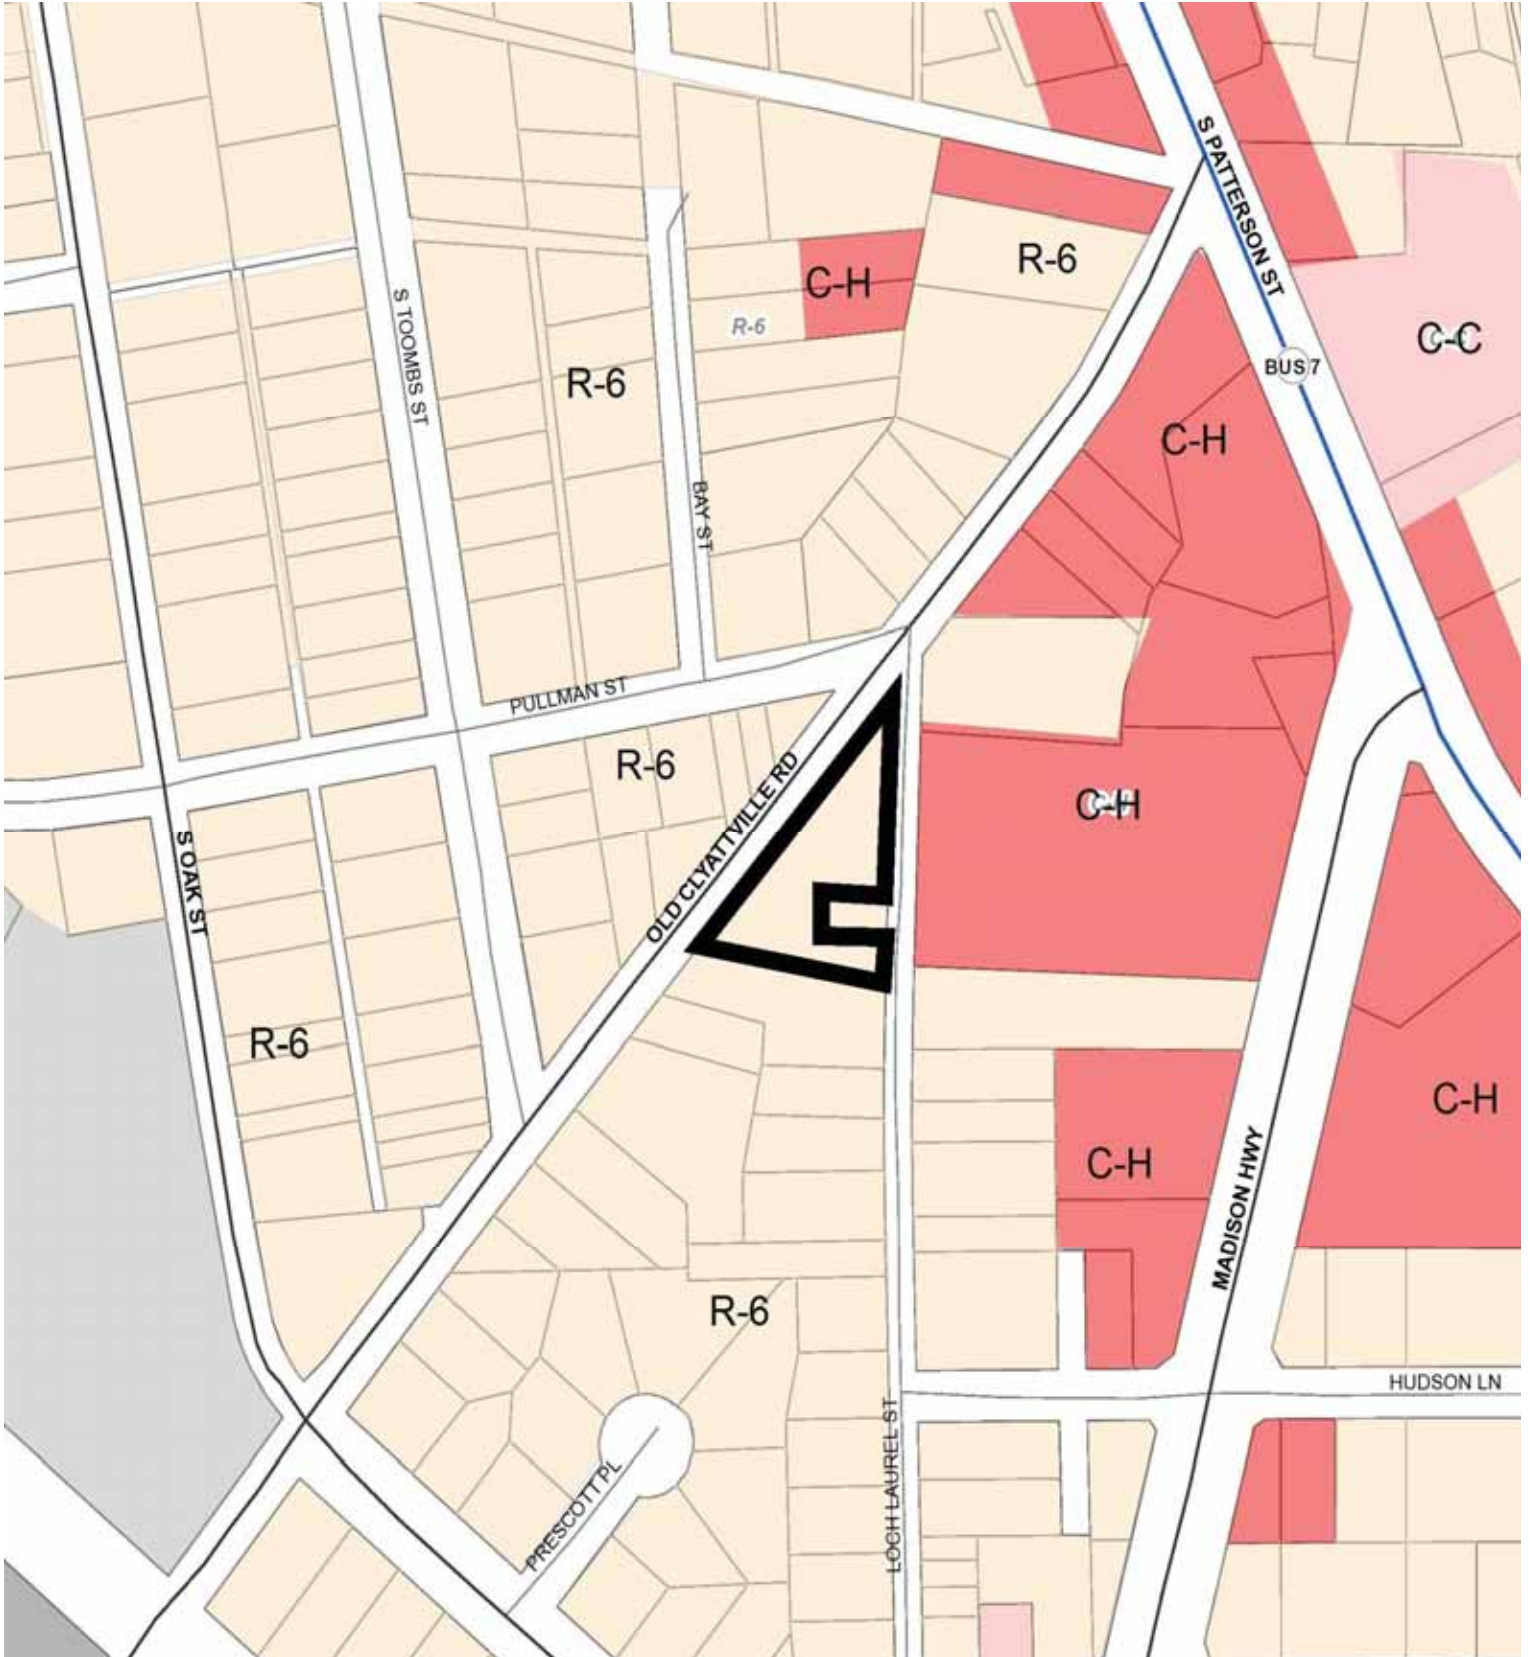 S PATTERSON ST
R-6
C-H
S TOOMBS ST
R-6
C-C
BUS 7
R-6
C-H
BAY ST
PULLMAN ST
R-6
OLD CLYATTVILLE RD
C-H
S OAK ST
R-6
C-H
C-H
MADISON HWY
R-6
HUDSON LN
LOCH LAUREL ST
PRESCOTT PL